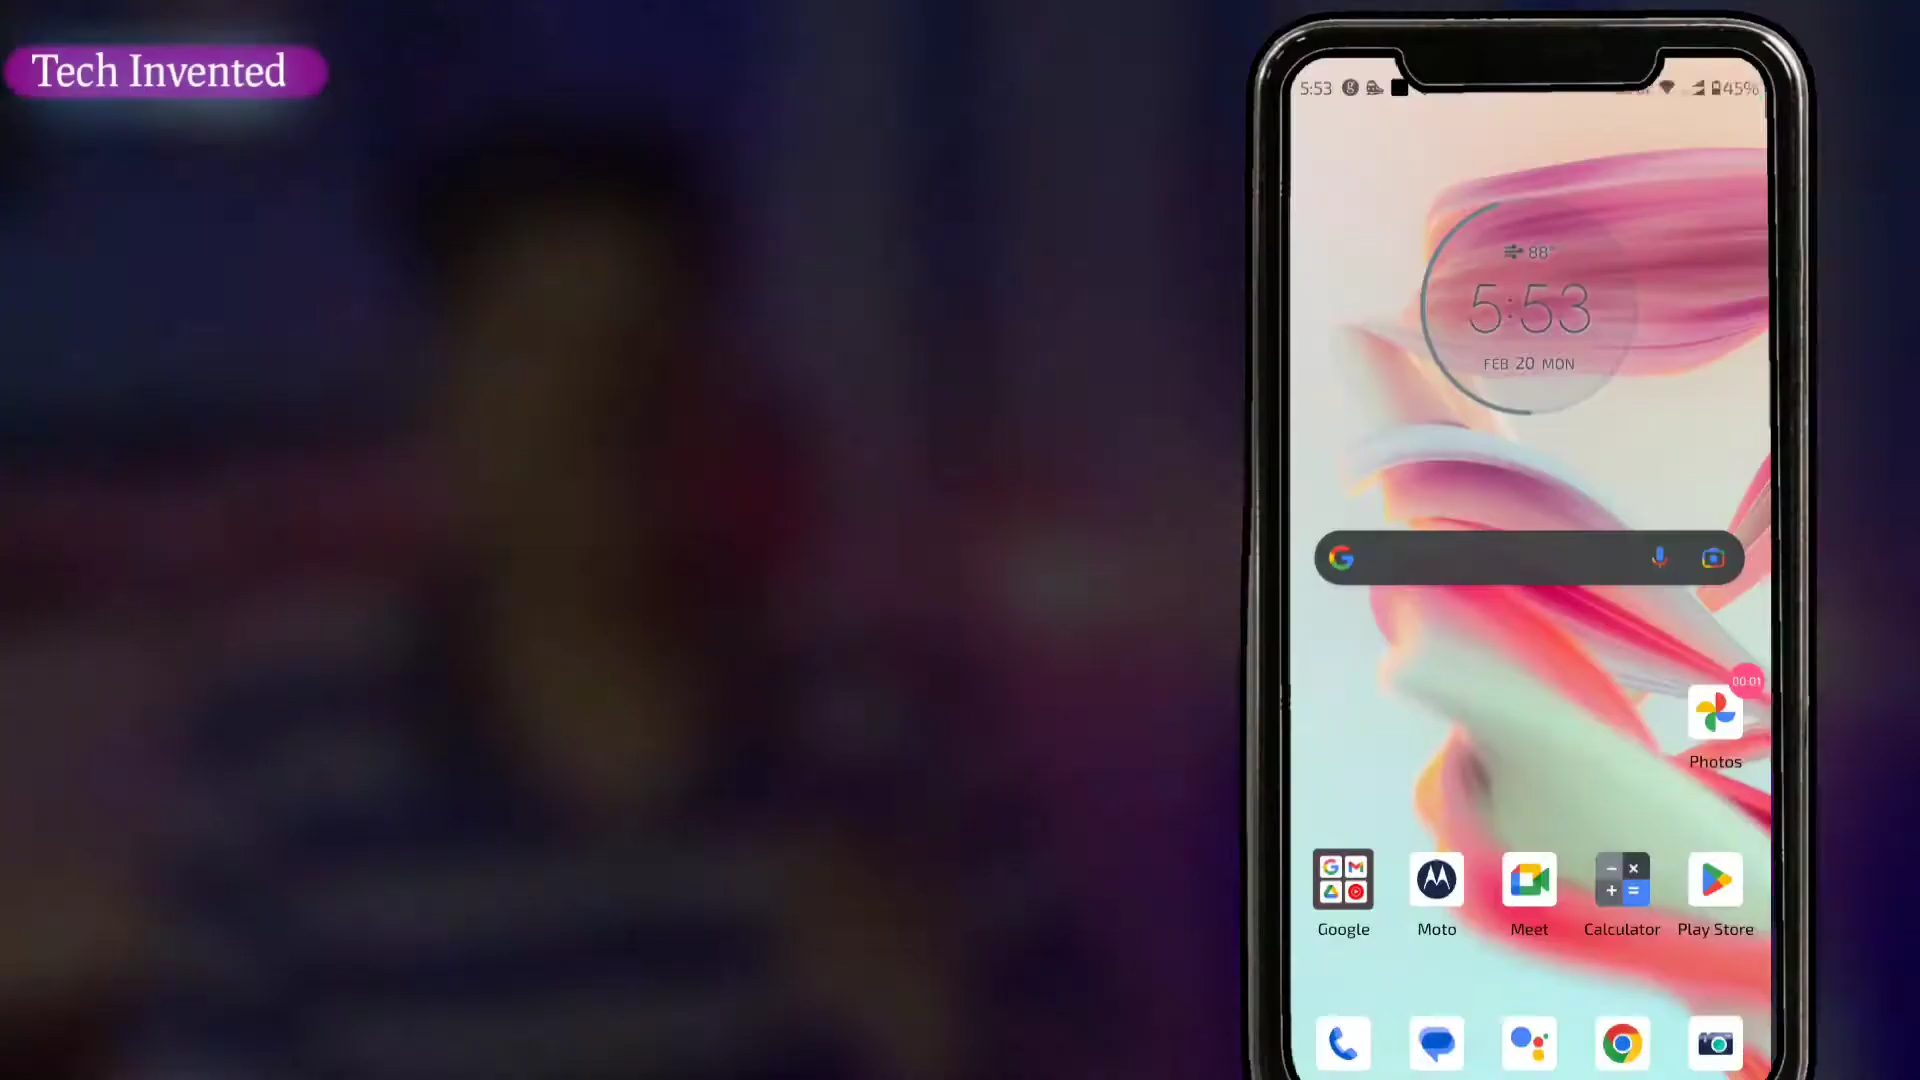 Tech Invented
5:53
45%
88°
5:53
FEB 20 MON
00:01
Photos
Google
Moto
Meet
Calculator
Play Store